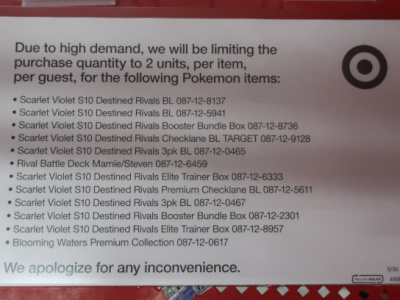 Due to high demand, we will be limiting the
purchase quantity to 2 units, per item,
per guest, for the following Pokemon items:
• Scarlet Violet S10 Destined Rivals BL 087-12-8137
• Scarlet Violet S10 Destined Rivals BL 087-12-5941
• Scarlet Violet S10 Destined Rivals Booster Bundle Box 087-12-8736
• Scarlet Violet S10 Destined Rivals Checklane BL TARGET 087-12-9128
• Scarlet Violet S10 Destined Rivals 3pk BL 087-12-0465
• Rival Battle Deck Marnie/Steven 087-12-6459
• Scarlet Violet S10 Destined Rivals Elite Trainer Box 087-12-6333
• Scarlet Violet S10 Destined Rivals Premium Checklane BL 087-12-5611
• Scarlet Violet S10 Destined Rivals 3pk BL 087-12-0467
• Scarlet Violet S10 Destined Rivals Booster Bundle Box 087-12-2301
• Scarlet Violet S10 Destined Rivals Elite Trainer Box 087-12-8957
• Blooming Waters Premium Collection 087-12-0617
We apologize for any inconvenience.
5/30